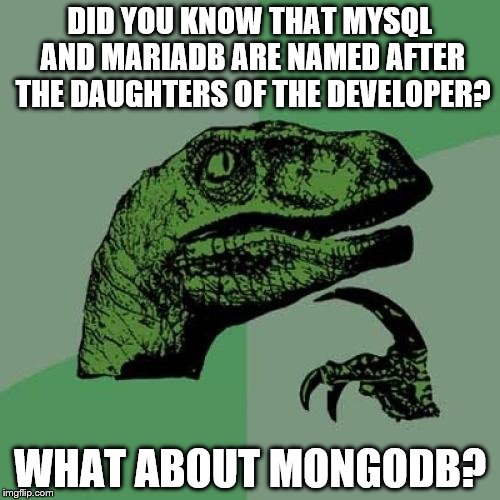 DID YOU KNOW THAT MYSQL
AND MARIADB ARE NAMED AFTER
THE DAUGHTERS OF THE DEVELOPER?
WHAT ABOUT MONGODB?
imgflip.com